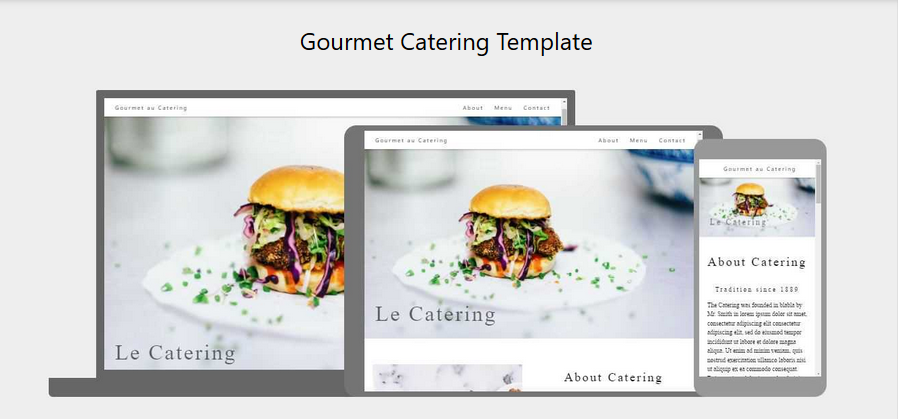 Gourmet Catering Template
Gourmet au Catering
About Menu Contact
Le Catering
Gourmet au Catering
About Menu Contact
Le Catering
About Catering
Gourmet au Catering
Le Catering
About Catering
Tradition since 1889
The Catering was founded in blabla by
Mr. Smith in lorem ipsum dolor sit amet,
consectetur adipiscing elit consectetur
adipiscing elit, sed do eiusmod tempor
incididunt ut labore et dolore magna
aliqua. Ut enim ad minim veniam, quis
nostrud exercitation ullamco laboris nisi
ut aliquip ex ea commodo consequat.